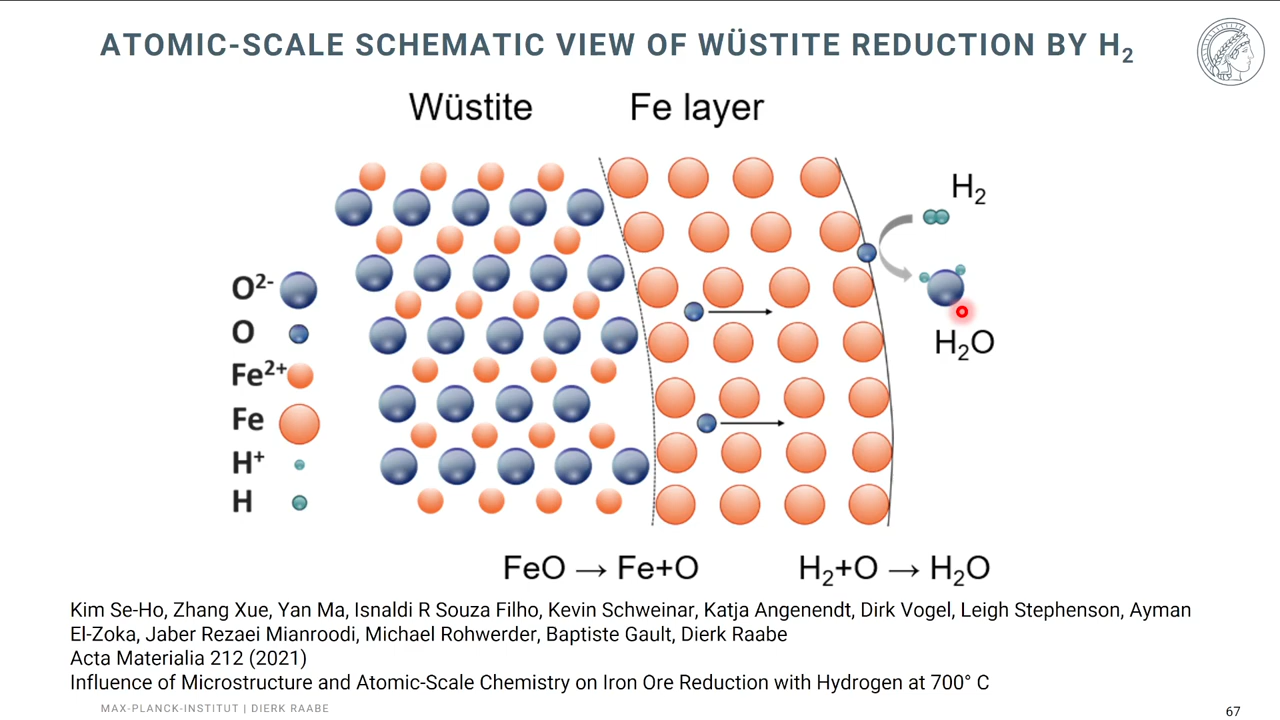 ATOMIC-SCALE SCHEMATIC VIEW OF WÜSTITE REDUCTION BY H₂
Wüstite
Fe layer
H₂
O²⁻
O
Fe²⁺
Fe
H⁺
H
H₂O
FeO → Fe+O
H₂+O → H₂O
Kim Se-Ho, Zhang Xue, Yan Ma, Isnaldi R Souza Filho, Kevin Schweinar, Katja Angenendt, Dirk Vogel, Leigh Stephenson, Ayman
El-Zoka, Jaber Rezaei Mianroodi, Michael Rohwerder, Baptiste Gault, Dierk Raabe
Acta Materialia 212 (2021)
Influence of Microstructure and Atomic-Scale Chemistry on Iron Ore Reduction with Hydrogen at 700° C
MAX-PLANCK-INSTITUT | DIERK RAABE
67